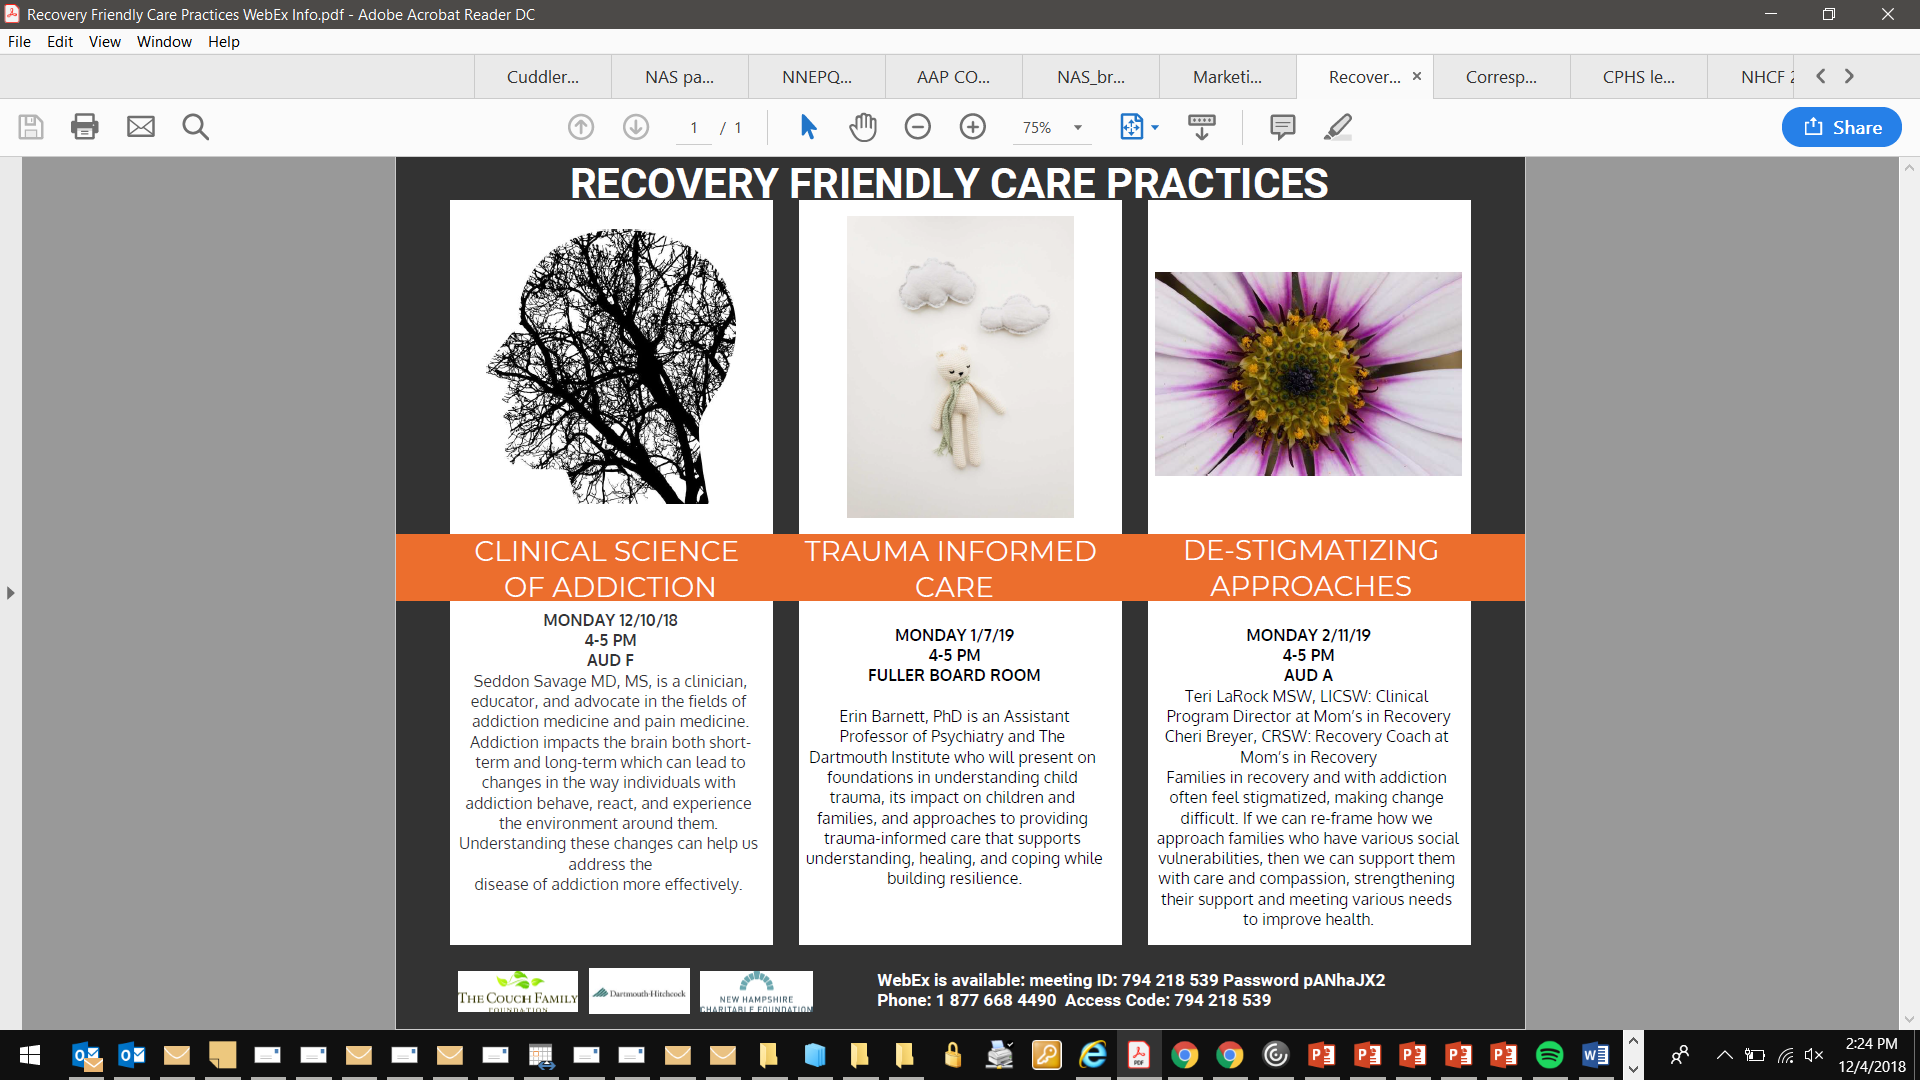 Recovery Friendly Care Practices WebEx Info.pdf - Adobe Acrobat Reader DC
File Edit View Window Help
Cuddler... NAS pa... NNEPQ... AAP CO... NAS_br... Marketi... Recover... Corresp... CPHS le... NHCF 2
1 / 1 75% Share
RECOVERY FRIENDLY CARE PRACTICES
CLINICAL SCIENCE
OF ADDICTION
MONDAY 12/10/18
4-5 PM
AUD F
Seddon Savage MD, MS, is a clinician,
educator, and advocate in the fields of
addiction medicine and pain medicine.
Addiction impacts the brain both short-
term and long-term which can lead to
changes in the way individuals with
addiction behave, react, and experience
the environment around them.
Understanding these changes can help us
address the
disease of addiction more effectively.
TRAUMA INFORMED
CARE
MONDAY 1/7/19
4-5 PM
FULLER BOARD ROOM
Erin Barnett, PhD is an Assistant
Professor of Psychiatry and The
Dartmouth Institute who will present on
foundations in understanding child
trauma, its impact on children and
families, and approaches to providing
trauma-informed care that supports
understanding, healing, and coping while
building resilience.
DE-STIGMATIZING
APPROACHES
MONDAY 2/11/19
4-5 PM
AUD A
Teri LaRock MSW, LICSW: Clinical
Program Director at Mom's in Recovery
Cheri Breyer, CRSW: Recovery Coach at
Mom's in Recovery
Families in recovery and with addiction
often feel stigmatized, making change
difficult. If we can re-frame how we
approach families who have various social
vulnerabilities, then we can support them
with care and compassion, strengthening
their support and meeting various needs
to improve health.
THE COUCH FAMILY
FOUNDATION
Dartmouth-Hitchcock
NEW HAMPSHIRE
CHARITABLE FOUNDATION
WebEx is available: meeting ID: 794 218 539 Password pANhaJX2
Phone: 1 877 668 4490 Access Code: 794 218 539
2:24 PM
12/4/2018